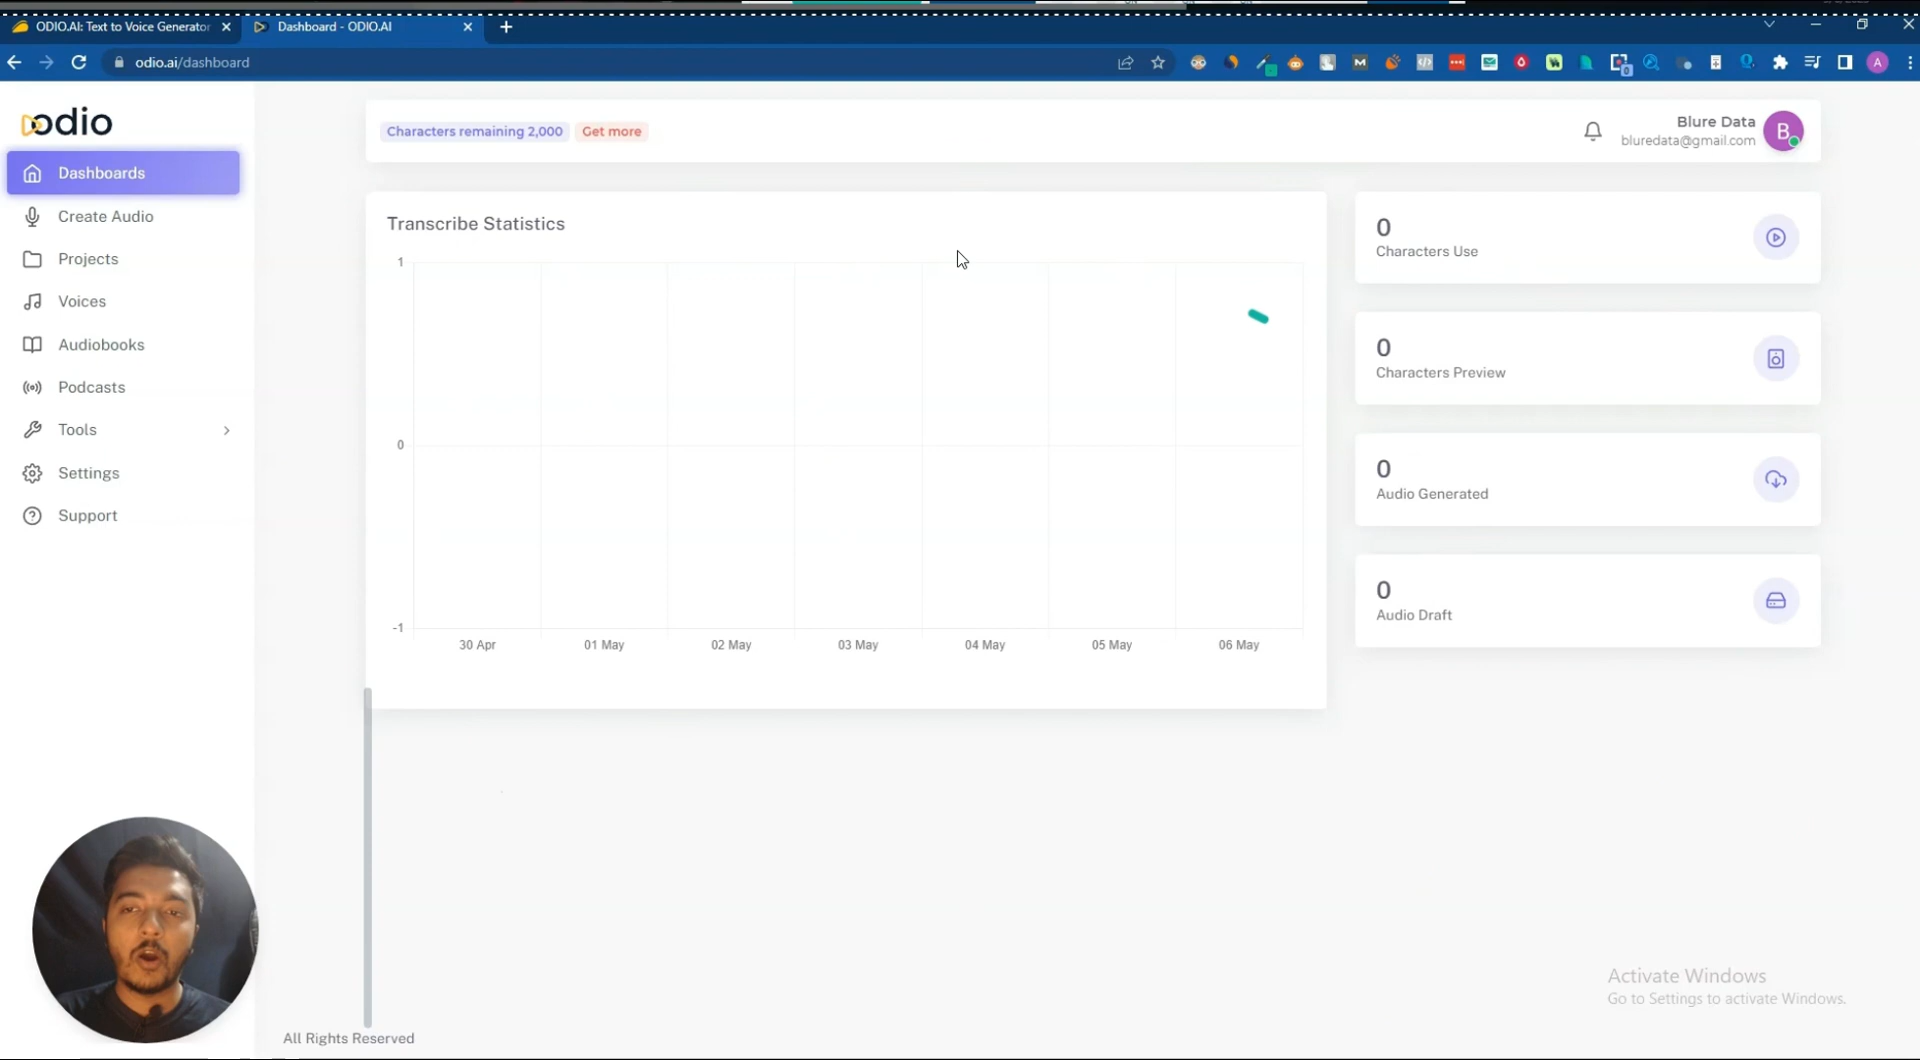 ODIO.AI: Text to Voice Generator
Dashboard - ODIO.AI
odio.ai/dashboard
odio
Dashboards
Create Audio
Projects
Voices
Audiobooks
Podcasts
Tools
Settings
Support
Characters remaining 2,000
Get more
Blure Data
bluredata@gmail.com
B
A
Transcribe Statistics
1
0
-1
30 Apr
01 May
02 May
03 May
04 May
05 May
06 May
0
Characters Use
0
Characters Preview
0
Audio Generated
0
Audio Draft
Activate Windows
Go to Settings to activate Windows.
All Rights Reserved